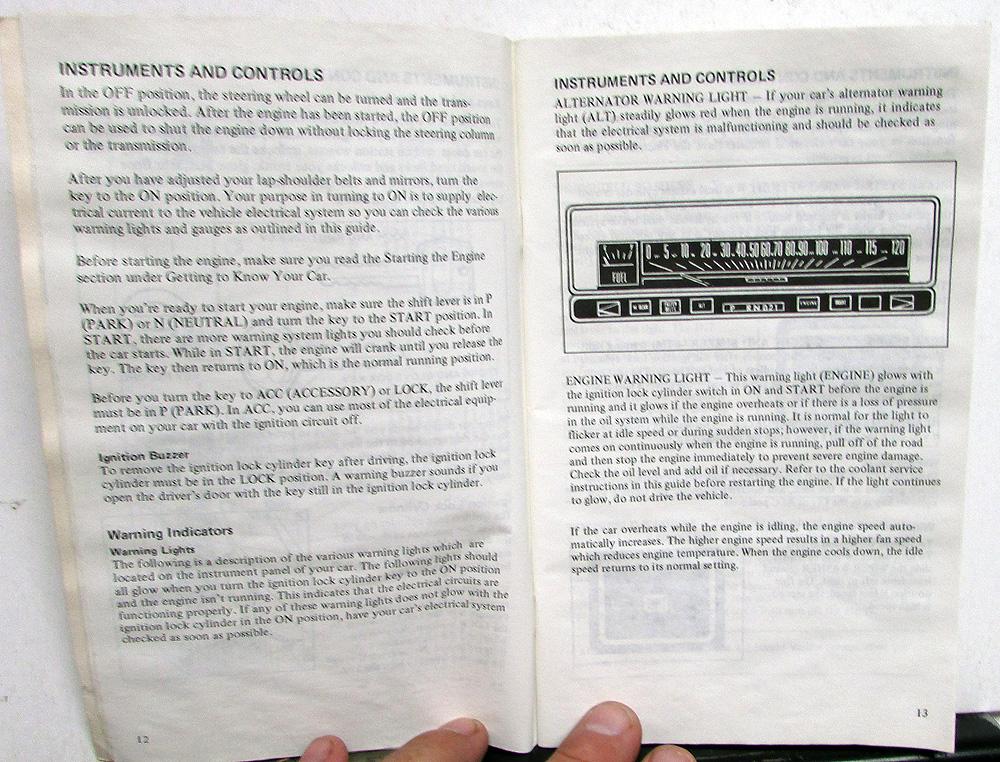 INSTRUMENTS AND CONTROLS
In the OFF position, the steering wheel can be turned and the trans-
mission is unlocked. After the engine has been started, the OFF position
can be used to shut the engine down without locking the steering column
or the transmission.
After you have adjusted your lap-shoulder belts and mirrors, turn the
key to the ON position. Your purpose in turning to ON is to supply elec-
trical current to the vehicle electrical system so you can check the various
warning lights and gauges as outlined in this guide.
Before starting the engine, make sure you read the Starting the Engine
section under Getting to Know Your Car.
When you're ready to start your engine, make sure the shift lever is in P
(PARK) or N (NEUTRAL) and turn the key to the START position. In
START, there are more warning system lights you should check before
the car starts. While in START, the engine will crank until you release the
key. The key then returns to ON, which is the normal running position.
Before you turn the key to ACC (ACCESSORY) or LOCK, the shift lever
must be in P (PARK). In ACC, you can use most of the electrical equip-
ment on your car with the ignition circuit off.
Ignition Buzzer
To remove the ignition lock cylinder key after driving, the ignition lock
cylinder must be in the LOCK position. A warning buzzer sounds if you
open the driver's door with the key still in the ignition lock cylinder.
Warning Indicators
Warning Lights
The following is a description of the various warning lights which are
located on the instrument panel of your car. The following lights should
all glow when you turn the ignition lock cylinder key to the ON position
and the engine isn't running. This indicates that the electrical circuits are
functioning properly. If any of these warning lights does not glow with the
ignition lock cylinder in the ON position, have your car's electrical system
checked as soon as possible.
12
INSTRUMENTS AND CONTROLS
ALTERNATOR WARNING LIGHT – If your car's alternator warning
light (ALT) steadily glows red when the engine is running, it indicates
that the electrical system is malfunctioning and should be checked as
soon as possible.
0 5 10 20 30 40 50 60 70 80 90 100 110 115 120
FUEL
ALT P RND21 ENGINE
ENGINE WARNING LIGHT – This warning light (ENGINE) glows with
the ignition lock cylinder switch in ON and START before the engine is
running and it glows if the engine overheats or if there is a loss of pressure
in the oil system while the engine is running. It is normal for the light to
flicker at idle speed or during sudden stops; however, if the warning light
comes on continuously when the engine is running, pull off of the road
and then stop the engine immediately to prevent severe engine damage.
Check the oil level and add oil if necessary. Refer to the coolant service
instructions in this guide before restarting the engine. If the light continues
to glow, do not drive the vehicle.
If the car overheats while the engine is idling, the engine speed auto-
matically increases. The higher engine speed results in a higher fan speed
which reduces engine temperature. When the engine cools down, the idle
speed returns to its normal setting.
13